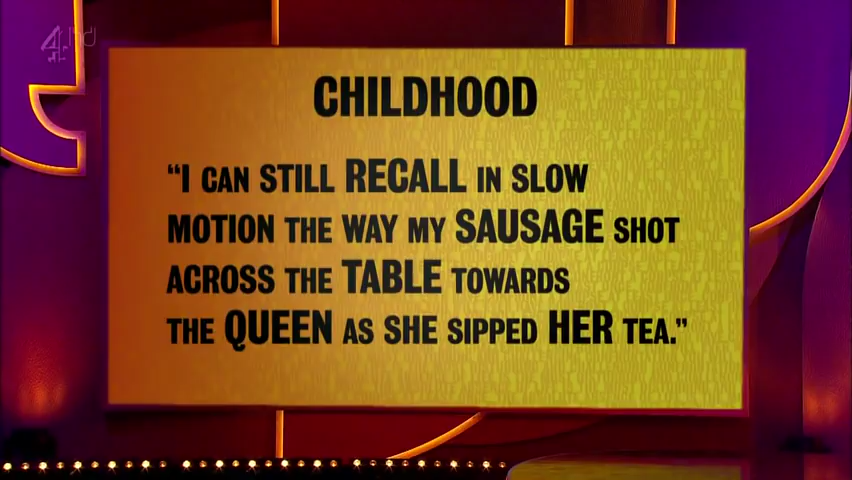 4hd
CHILDHOOD
“I CAN STILL RECALL IN SLOW
MOTION THE WAY MY SAUSAGE SHOT
ACROSS THE TABLE TOWARDS
THE QUEEN AS SHE SIPPED HER TEA.”